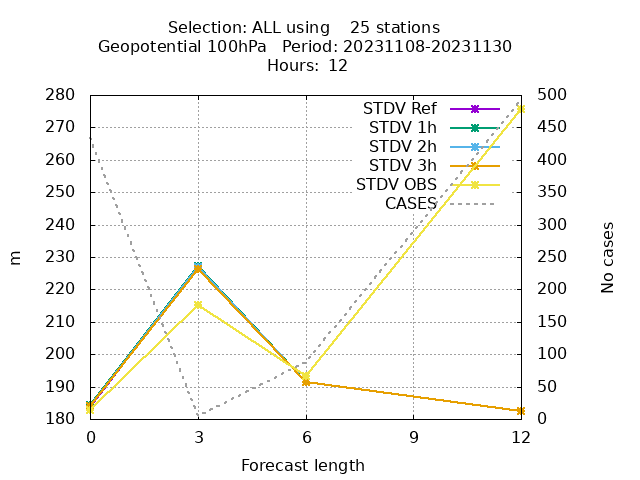 Selection: ALL using    25 stations
Geopotential 100hPa   Period: 20231108-20231130
Hours:  12
280 500
STDV Ref
270 STDV 1h 450
STDV 2h
260 STDV 3h 400
250 STDV OBS 350
CASES
240 300
230 250
m No cases
220 200
210 150
200 100
190 50
180 0
0 3 6 9 12
Forecast length